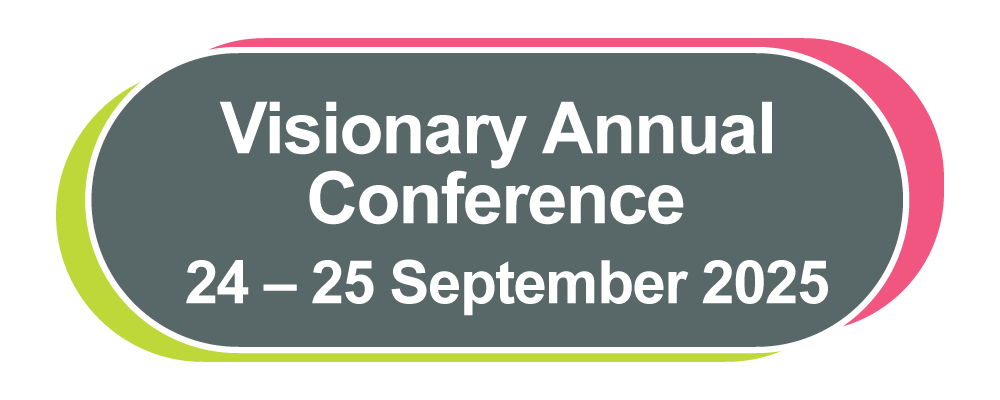 Visionary Annual
Conference
24 – 25 September 2025